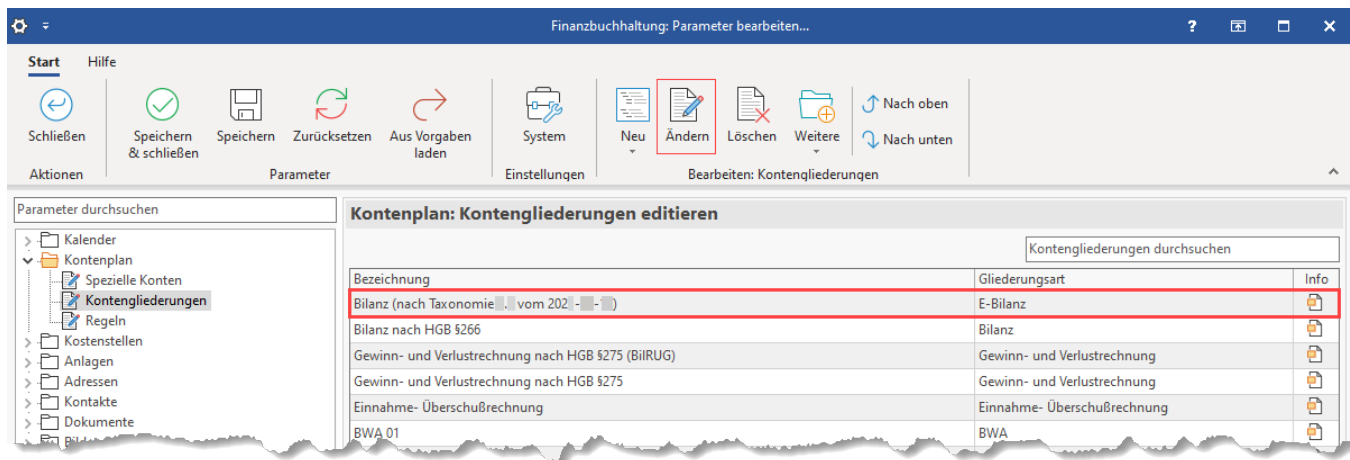 Finanzbuchhaltung: Parameter bearbeiten...
Start Hilfe
Schließen
Speichern & schließen
Speichern
Zurücksetzen
Aus Vorgaben laden
System
Neu
Ändern
Löschen
Weitere
Nach oben
Nach unten
Aktionen Parameter Einstellungen Bearbeiten: Kontengliederungen
Parameter durchsuchen
Kalender
Kontenplan
Spezielle Konten
Kontengliederungen
Regeln
Kostenstellen
Anlagen
Adressen
Kontakte
Dokumente
Kontenplan: Kontengliederungen editieren
Kontengliederungen durchsuchen
Bezeichnung Gliederungsart Info
Bilanz (nach Taxonomie . vom 202 - - ) E-Bilanz
Bilanz nach HGB §266 Bilanz
Gewinn- und Verlustrechnung nach HGB §275 (BilRUG) Gewinn- und Verlustrechnung
Gewinn- und Verlustrechnung nach HGB §275 Gewinn- und Verlustrechnung
Einnahme- Überschußrechnung Einnahme- Überschußrechnung
BWA 01 BWA